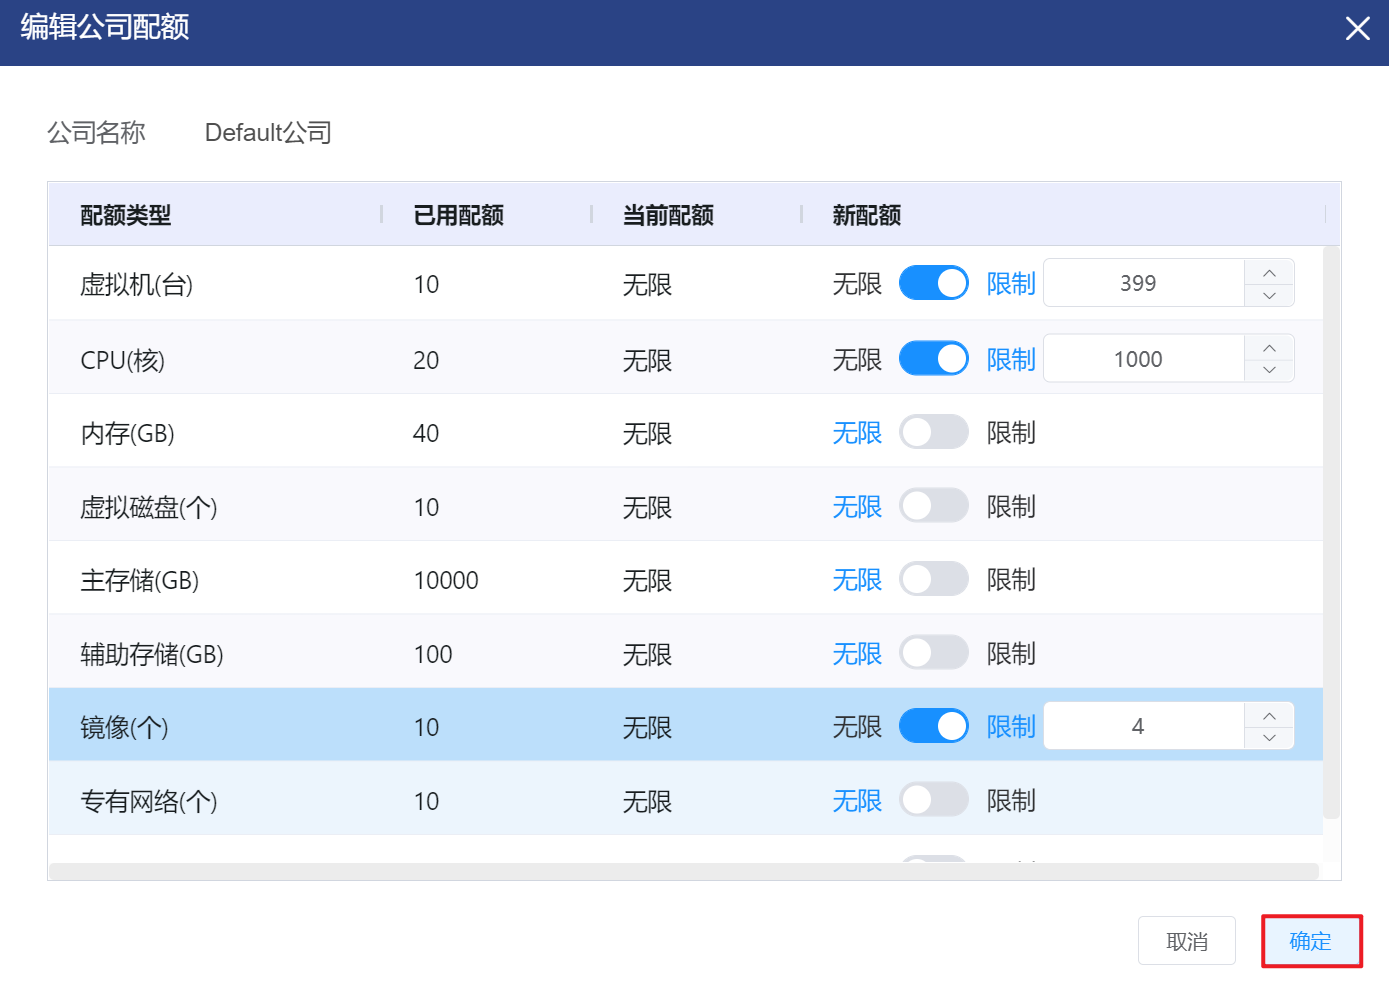 编辑公司配额
公司名称 Default公司
配额类型 已用配额 当前配额 新配额
虚拟机(台) 10 无限 无限 限制 399
CPU(核) 20 无限 无限 限制 1000
内存(GB) 40 无限 无限 限制
虚拟磁盘(个) 10 无限 无限 限制
主存储(GB) 10000 无限 无限 限制
辅助存储(GB) 100 无限 无限 限制
镜像(个) 10 无限 无限 限制 4
专有网络(个) 10 无限 无限 限制
取消 确定